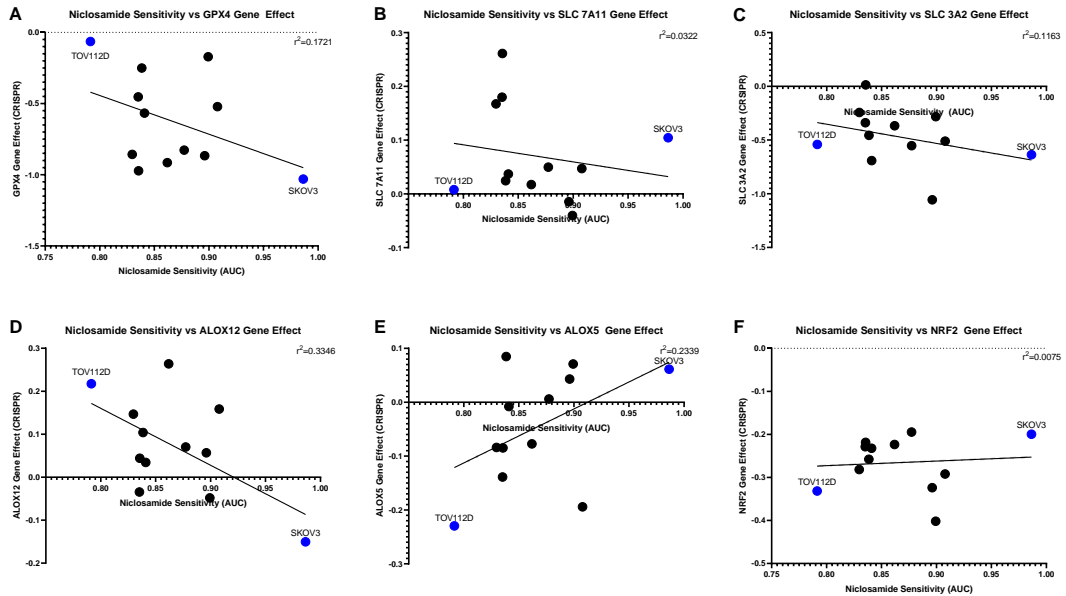 A
Niclosamide Sensitivity vs GPX4 Gene  Effect
r2=0.1721
0.0
-0.5
-1.0
-1.5
GPX4 Gene Effect (CRISPR)
TOV112D
SKOV3
0.75
0.80
0.85
0.90
0.95
1.00
Niclosamide Sensitivity (AUC)
B
Niclosamide Sensitivity vs SLC 7A11 Gene Effect
r2=0.0322
0.3
0.2
0.1
0.0
-0.1
SLC 7A11 Gene Effect (CRISPR)
TOV112D
SKOV3
0.80
0.85
0.90
0.95
1.00
Niclosamide Sensitivity (AUC)
C
Niclosamide Sensitivity vs SLC 3A2 Gene Effect
r2=0.1163
0.5
0.0
-0.5
-1.0
-1.5
SLC 3A2 Gene Effect (CRISPR)
TOV112D
SKOV3
0.80
0.85
0.90
0.95
1.00
Niclosamide Sensitivity (AUC)
D
Niclosamide Sensitivity vs ALOX12 Gene Effect
r2=0.3346
0.3
0.2
0.1
0.0
-0.1
-0.2
ALOX12 Gene Effect (CRISPR)
TOV112D
SKOV3
0.80
0.85
0.90
0.95
1.00
Niclosamide Sensitivity (AUC)
E
Niclosamide Sensitivity vs ALOX5  Gene Effect
r2=0.2339
0.1
0.0
-0.1
-0.2
-0.3
ALOX5 Gene Effect (CRISPR)
TOV112D
SKOV3
0.80
0.85
0.90
0.95
1.00
Niclosamide Sensitivity (AUC)
F
Niclosamide Sensitivity vs NRF2  Gene Effect
r2=0.0075
0.0
-0.1
-0.2
-0.3
-0.4
-0.5
NRF2 Gene Effect (CRISPR)
TOV112D
SKOV3
0.75
0.80
0.85
0.90
0.95
1.00
Niclosamide Sensitivity (AUC)